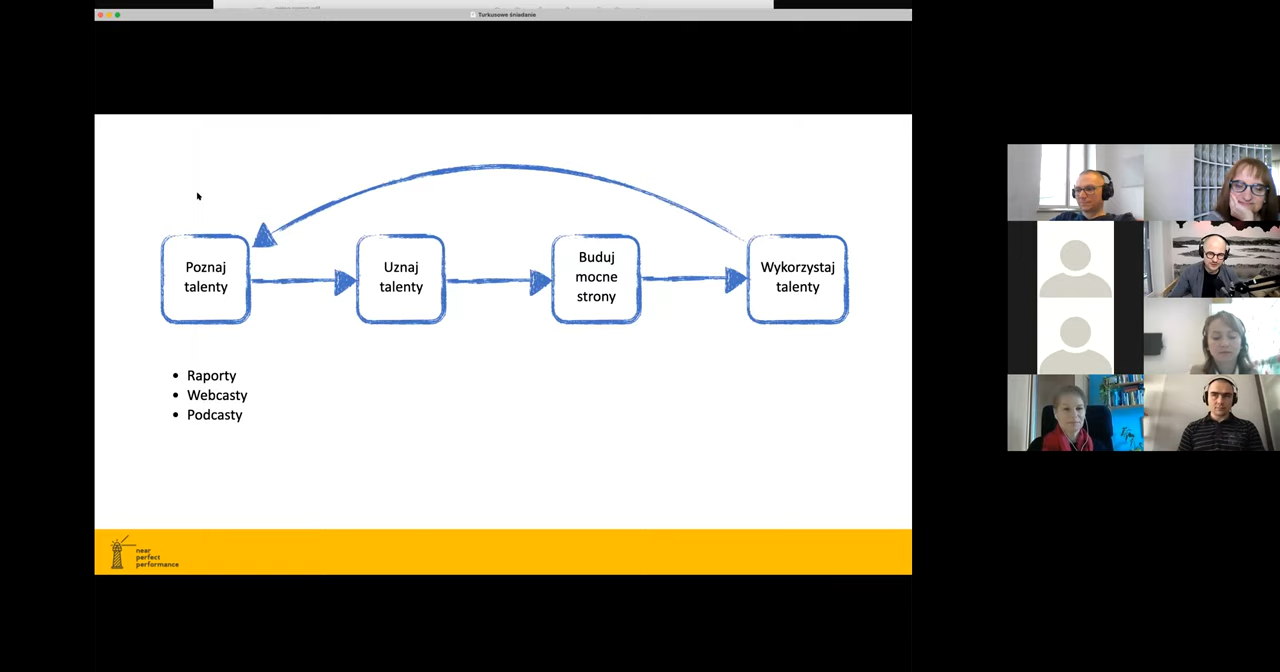 Turkusowe śniadanie
Poznaj
talenty
Uznaj
talenty
Buduj
mocne
strony
Wykorzystaj
talenty
• Raporty
• Webcasty
• Podcasty
near
perfect
performance